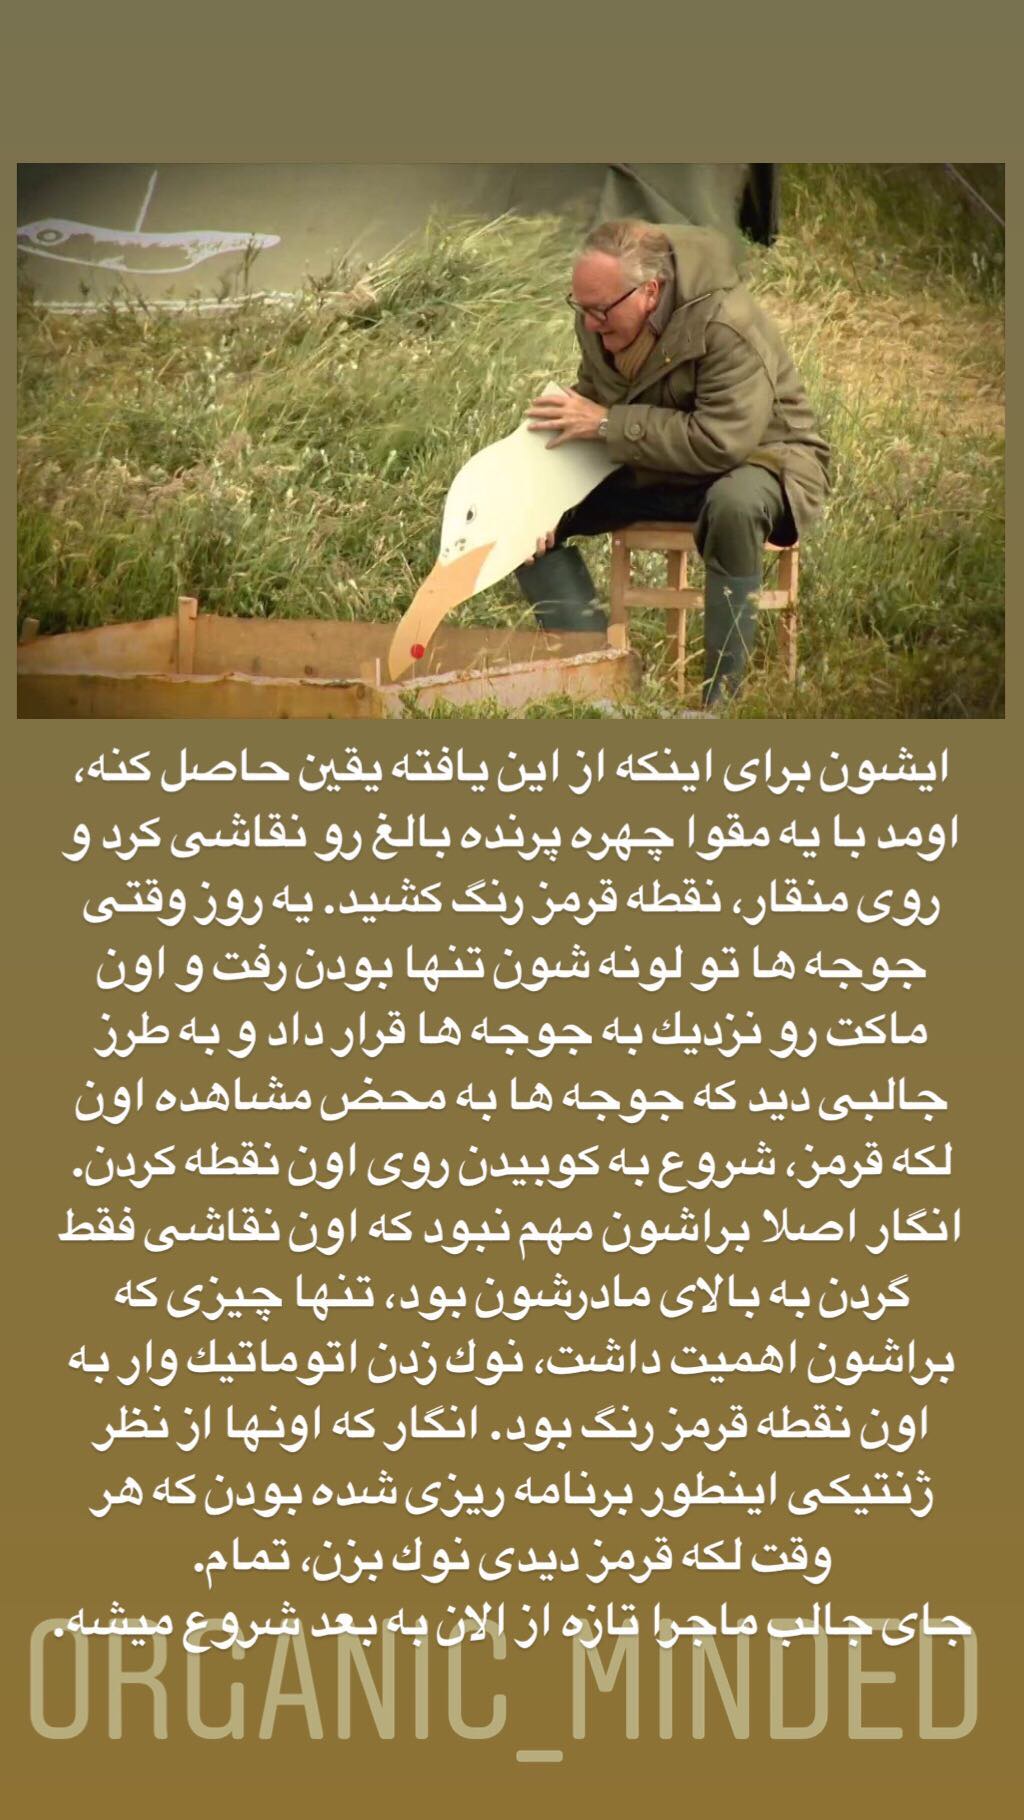 ایشون برای اینکه از این یافته یقین حاصل کنه،
اومد با یه مقوا چهره پرنده بالغ رو نقاشی کرد و
روی منقار، نقطه قرمز رنگ کشید. یه روز وقتی
جوجه ها تو لونه شون تنها بودن رفت و اون
ماکت رو نزدیك به جوجه ها قرار داد و به طرز
جالبی دید که جوجه ها به محض مشاهده اون
لکه قرمز، شروع به کوبیدن روی اون نقطه کردن.
انگار اصلا براشون مهم نبود که اون نقاشی فقط
گردن به بالای مادرشون بود، تنها چیزی که
براشون اهمیت داشت، نوك زدن اتوماتیك وار به
اون نقطه قرمز رنگ بود. انگار که اونها از نظر
ژنتیکی اینطور برنامه ریزی شده بودن که هر
وقت لکه قرمز دیدی نوك بزن، تمام.
جای جالب ماجرا تازه از الان به بعد شروع میشه.
ORGANIC_MINDED